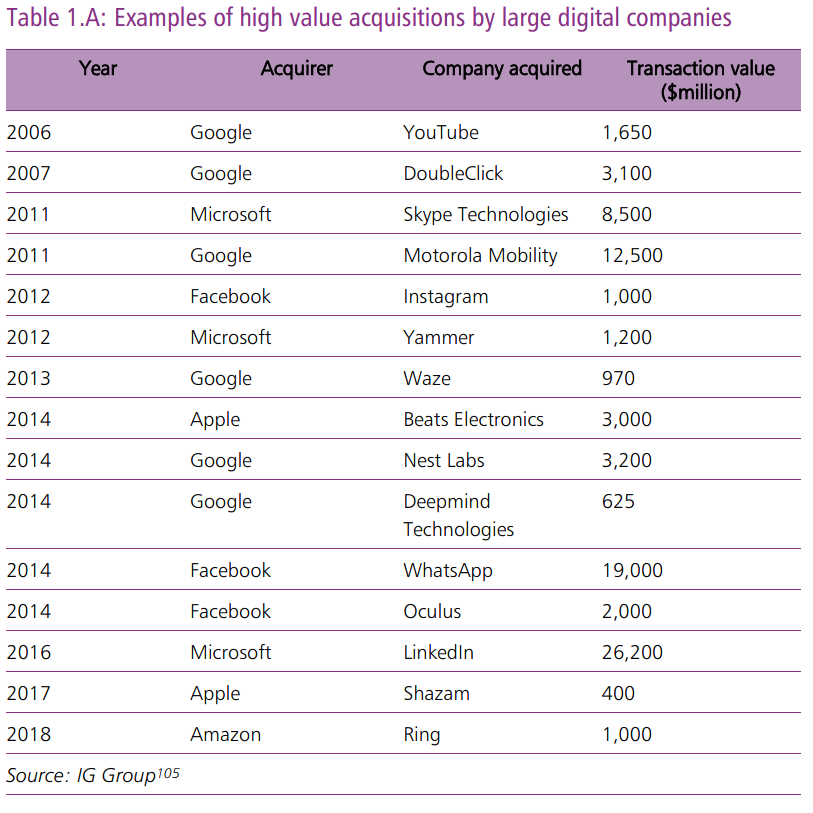 Table 1.A: Examples of high value acquisitions by large digital companies
Year Acquirer Company acquired Transaction value
($million)
2006 Google YouTube 1,650
2007 Google DoubleClick 3,100
2011 Microsoft Skype Technologies 8,500
2011 Google Motorola Mobility 12,500
2012 Facebook Instagram 1,000
2012 Microsoft Yammer 1,200
2013 Google Waze 970
2014 Apple Beats Electronics 3,000
2014 Google Nest Labs 3,200
2014 Google Deepmind 625
Technologies
2014 Facebook WhatsApp 19,000
2014 Facebook Oculus 2,000
2016 Microsoft LinkedIn 26,200
2017 Apple Shazam 400
2018 Amazon Ring 1,000
Source: IG Group105